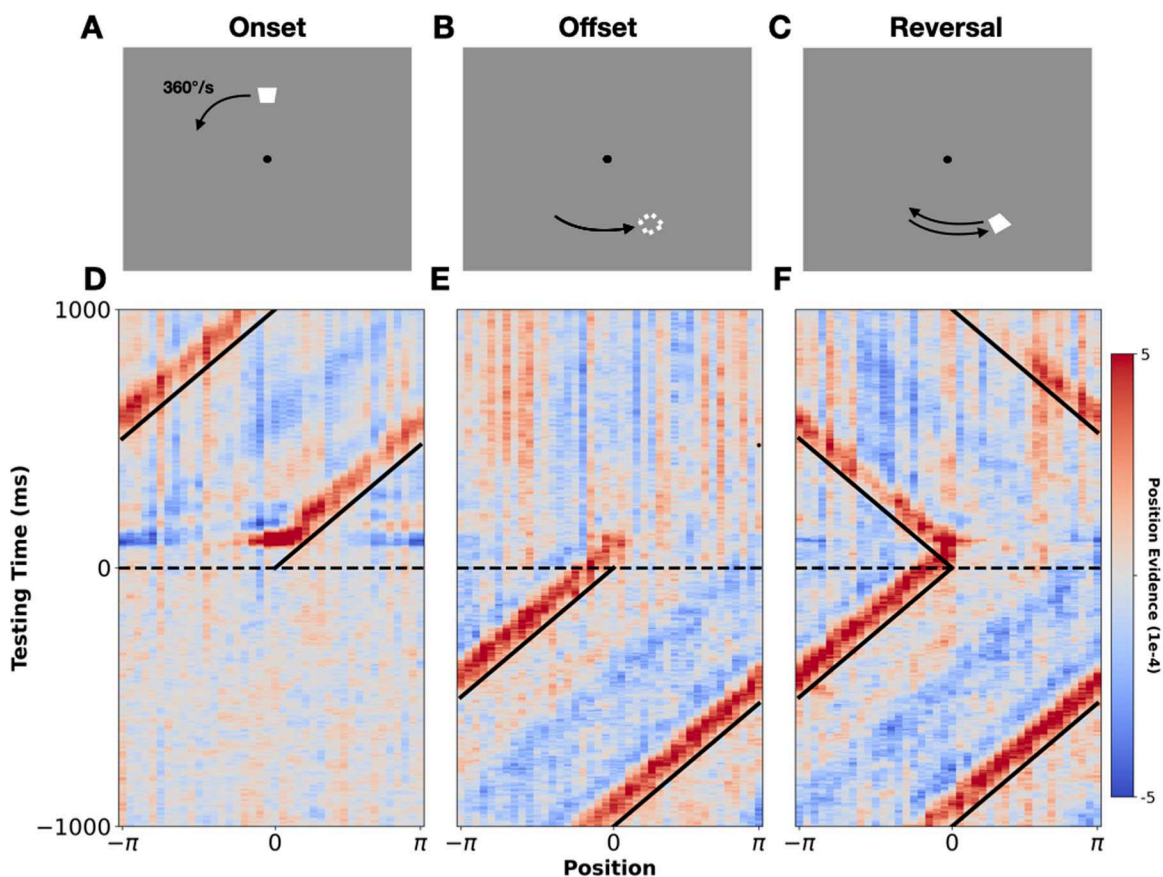 A Onset B Offset C Reversal
360°/s
D E F
1000
0
−1000
Testing Time (ms)
−π 0 π −π 0 π −π 0 π
Position
5
-5
Position Evidence (1e-4)